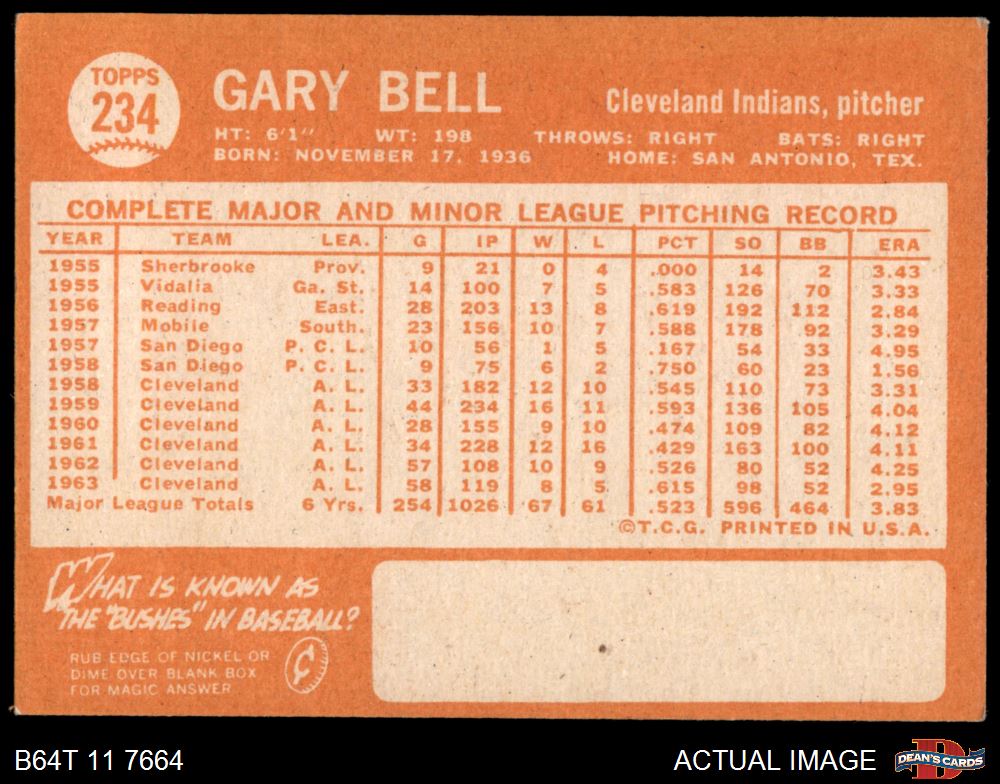 TOPPS
234
GARY BELL
Cleveland Indians, pitcher
HT: 6'1" WT: 198 THROWS: RIGHT BATS: RIGHT
BORN: NOVEMBER 17, 1936 HOME: SAN ANTONIO, TEX.
COMPLETE MAJOR AND MINOR LEAGUE PITCHING RECORD
YEAR TEAM LEA. G IP W L PCT SO BB ERA
1955 Sherbrooke Prov. 9 21 0 4 .000 14 2 3.43
1955 Vidalia Ga. St. 14 100 7 5 .583 126 70 3.33
1956 Reading East. 28 203 13 8 .619 192 112 2.84
1957 Mobile South. 23 156 10 7 .588 178 92 3.29
1957 San Diego P. C. L. 10 56 1 5 .167 54 33 4.95
1958 San Diego P. C. L. 9 75 6 2 .750 60 23 1.56
1958 Cleveland A. L. 33 182 12 10 .545 110 73 3.31
1959 Cleveland A. L. 44 234 16 11 .593 136 105 4.04
1960 Cleveland A. L. 28 155 9 10 .474 109 82 4.12
1961 Cleveland A. L. 34 228 12 16 .429 163 100 4.11
1962 Cleveland A. L. 57 108 10 9 .526 80 52 4.25
1963 Cleveland A. L. 58 119 8 5 .615 98 52 2.95
Major League Totals 6 Yrs. 254 1026 67 61 .523 596 464 3.83
©T.C.G. PRINTED IN U.S.A.
WHAT IS KNOWN AS
THE "BUSHES" IN BASEBALL?
RUB EDGE OF NICKEL OR
DIME OVER BLANK BOX
FOR MAGIC ANSWER
¢
B64T 11 7664
ACTUAL IMAGE
D
DEAN'S CARDS